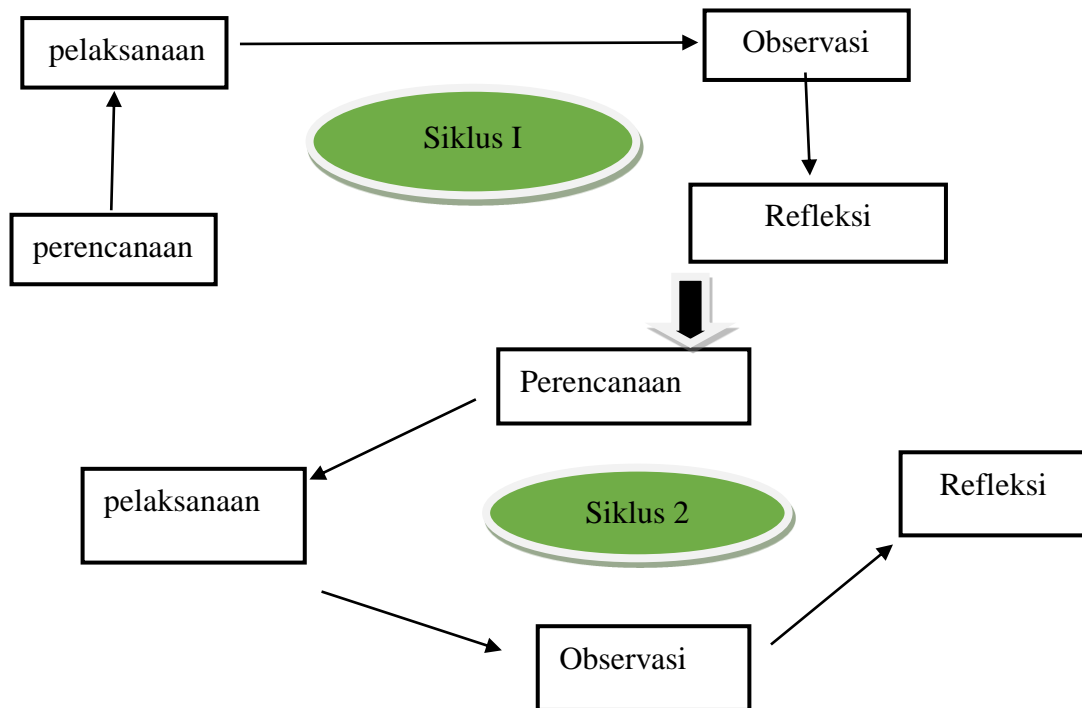 pelaksanaan
Observasi
Siklus I
Refleksi
perencanaan
Perencanaan
pelaksanaan
Siklus 2
Refleksi
Observasi